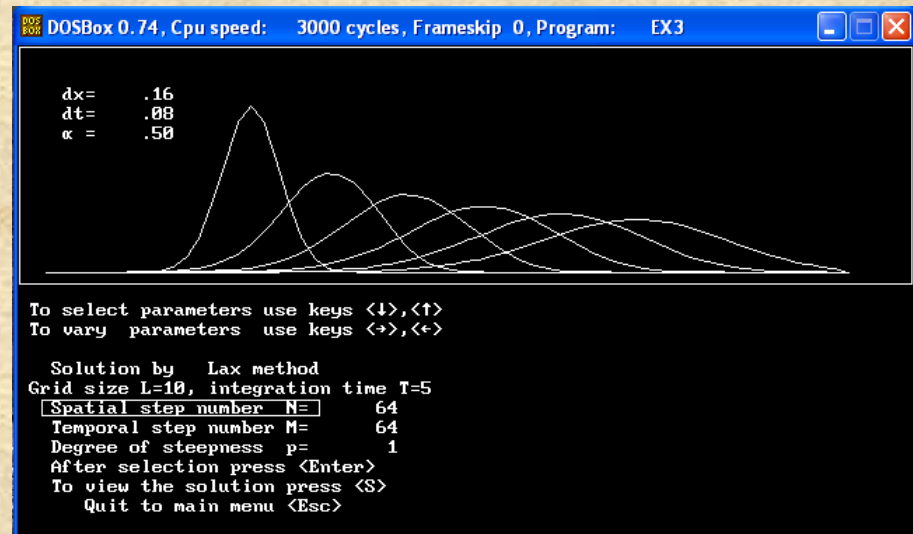 DOSBox 0.74, Cpu speed: 3000 cycles, Frameskip 0, Program: EX3
dx= .16
dt= .08
α = .50
To select parameters use keys <↓>,<↑>
To vary parameters use keys <→>,<←>
Solution by Lax method
Grid size L=10, integration time T=5
Spatial step number N= 64
Temporal step number M= 64
Degree of steepness p= 1
After selection press <Enter>
To view the solution press <S>
Quit to main menu <Esc>